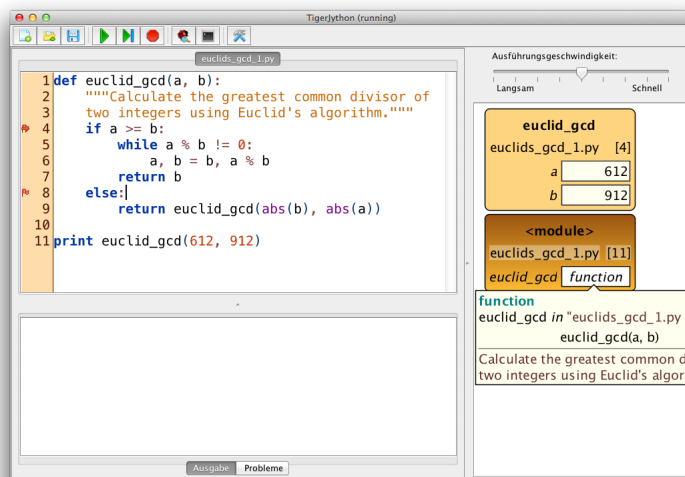 TigerJython (running)
euclids_gcd_1.py
1 def euclid_gcd(a, b):
2     """Calculate the greatest common divisor of
3     two integers using Euclid's algorithm."""
4     if a >= b:
5         while a % b != 0:
6             a, b = b, a % b
7         return b
8     else:
9         return euclid_gcd(abs(b), abs(a))
10
11 print euclid_gcd(612, 912)
Ausgabe Probleme
Ausführungsgeschwindigkeit:
Langsam Schnell
euclid_gcd
euclids_gcd_1.py [4]
a 612
b 912
<module>
euclids_gcd_1.py [11]
euclid_gcd function
function
euclid_gcd in "euclids_gcd_1.py
euclid_gcd(a, b)
Calculate the greatest common d
two integers using Euclid's algor